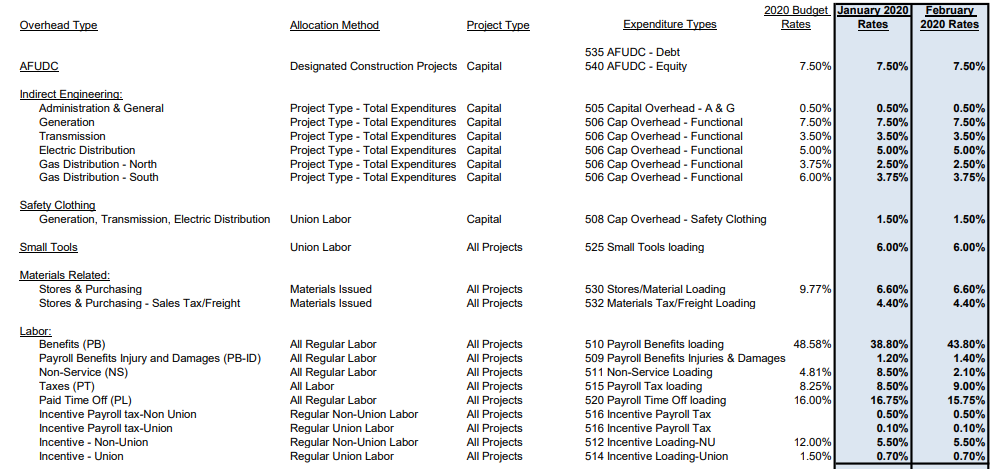 2020 Budget January 2020 February
Overhead Type Allocation Method Project Type Expenditure Types Rates Rates 2020 Rates
535 AFUDC - Debt
AFUDC Designated Construction Projects Capital 540 AFUDC - Equity 7.50% 7.50% 7.50%
Indirect Engineering:
Administration & General Project Type - Total Expenditures Capital 505 Capital Overhead - A & G 0.50% 0.50% 0.50%
Generation Project Type - Total Expenditures Capital 506 Cap Overhead - Functional 7.50% 7.50% 7.50%
Transmission Project Type - Total Expenditures Capital 506 Cap Overhead - Functional 3.50% 3.50% 3.50%
Electric Distribution Project Type - Total Expenditures Capital 506 Cap Overhead - Functional 5.00% 5.00% 5.00%
Gas Distribution - North Project Type - Total Expenditures Capital 506 Cap Overhead - Functional 3.75% 2.50% 2.50%
Gas Distribution - South Project Type - Total Expenditures Capital 506 Cap Overhead - Functional 6.00% 3.75% 3.75%
Safety Clothing
Generation, Transmission, Electric Distribution Union Labor Capital 508 Cap Overhead - Safety Clothing 1.50% 1.50%
Small Tools Union Labor All Projects 525 Small Tools loading 6.00% 6.00%
Materials Related:
Stores & Purchasing Materials Issued All Projects 530 Stores/Material Loading 9.77% 6.60% 6.60%
Stores & Purchasing - Sales Tax/Freight Materials Issued All Projects 532 Materials Tax/Freight Loading 4.40% 4.40%
Labor:
Benefits (PB) All Regular Labor All Projects 510 Payroll Benefits loading 48.58% 38.80% 43.80%
Payroll Benefits Injury and Damages (PB-ID) All Regular Labor All Projects 509 Payroll Benefits Injuries & Damages 1.20% 1.40%
Non-Service (NS) All Regular Labor All Projects 511 Non-Service Loading 4.81% 8.50% 2.10%
Taxes (PT) All Labor All Projects 515 Payroll Tax loading 8.25% 8.50% 9.00%
Paid Time Off (PL) All Regular Labor All Projects 520 Payroll Time Off loading 16.00% 16.75% 15.75%
Incentive Payroll tax-Non Union Regular Non-Union Labor All Projects 516 Incentive Payroll Tax 0.50% 0.50%
Incentive Payroll tax-Union Regular Union Labor All Projects 516 Incentive Payroll Tax 0.10% 0.10%
Incentive - Non-Union Regular Non-Union Labor All Projects 512 Incentive Loading-NU 12.00% 5.50% 5.50%
Incentive - Union Regular Union Labor All Projects 514 Incentive Loading-Union 1.50% 0.70% 0.70%